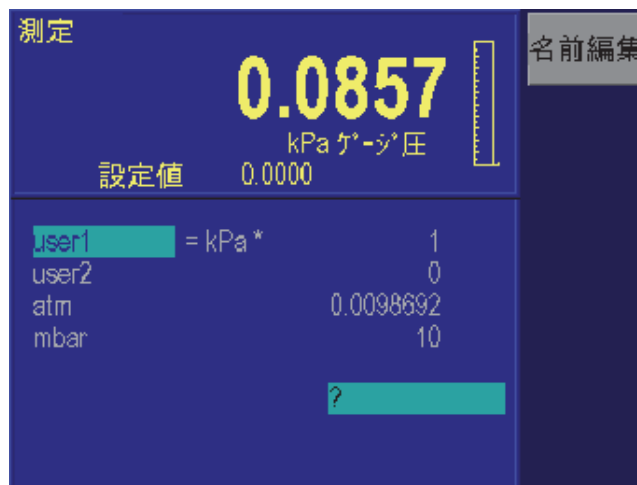 測定
名前編集
0.0857
kPa ｹﾞｰｼﾞ圧
設定値 0.0000
user1 = kPa * 1
user2 0
atm 0.0098692
mbar 10
?